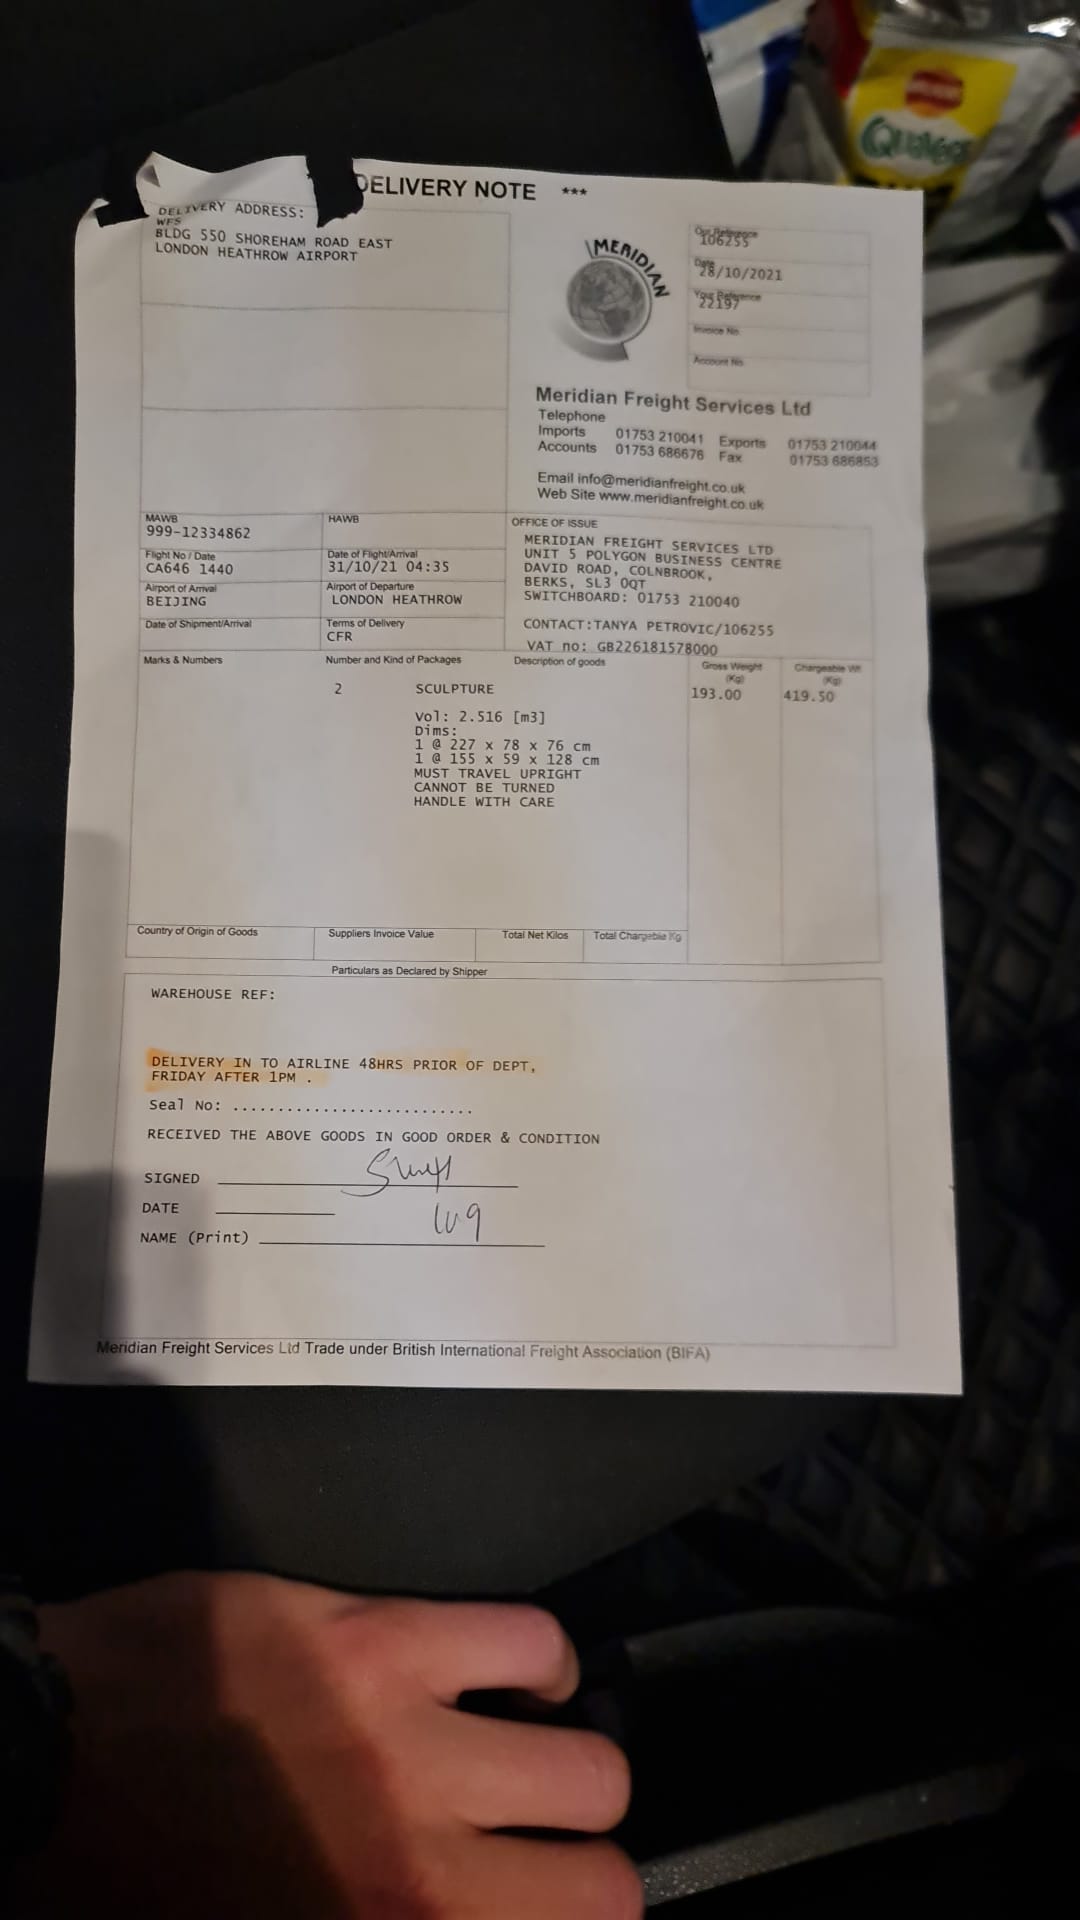 DELIVERY NOTE ***
DELIVERY ADDRESS:
WFS
BLDG 550 SHOREHAM ROAD EAST
LONDON HEATHROW AIRPORT
MERIDIAN
Our Reference
106255
Date
28/10/2021
Your Reference
22197
Invoice No
Account No
Meridian Freight Services Ltd
Telephone
Imports 01753 210041 Exports 01753 210044
Accounts 01753 686676 Fax 01753 686853
Email info@meridianfreight.co.uk
Web Site www.meridianfreight.co.uk
MAWB HAWB
999-12334862
Flight No / Date Date of Flight/Arrival
CA646 1440 31/10/21 04:35
Airport of Arrival Airport of Departure
BEIJING LONDON HEATHROW
Date of Shipment/Arrival Terms of Delivery
CFR
OFFICE OF ISSUE
MERIDIAN FREIGHT SERVICES LTD
UNIT 5 POLYGON BUSINESS CENTRE
DAVID ROAD, COLNBROOK,
BERKS, SL3 0QT
SWITCHBOARD: 01753 210040
CONTACT:TANYA PETROVIC/106255
VAT no: GB226181578000
Marks & Numbers Number and Kind of Packages Description of goods Gross Weight (Kg) Chargeable Wt (Kg)
2 SCULPTURE 193.00 419.50
Vol: 2.516 [m3]
Dims:
1 @ 227 x 78 x 76 cm
1 @ 155 x 59 x 128 cm
MUST TRAVEL UPRIGHT
CANNOT BE TURNED
HANDLE WITH CARE
Country of Origin of Goods Suppliers Invoice Value Total Net Kilos Total Chargeable Kg
Particulars as Declared by Shipper
WAREHOUSE REF:
DELIVERY IN TO AIRLINE 48HRS PRIOR OF DEPT,
FRIDAY AFTER 1PM .
Seal No: ...........................
RECEIVED THE ABOVE GOODS IN GOOD ORDER & CONDITION
SIGNED
DATE
NAME (Print)
Meridian Freight Services Ltd Trade under British International Freight Association (BIFA)